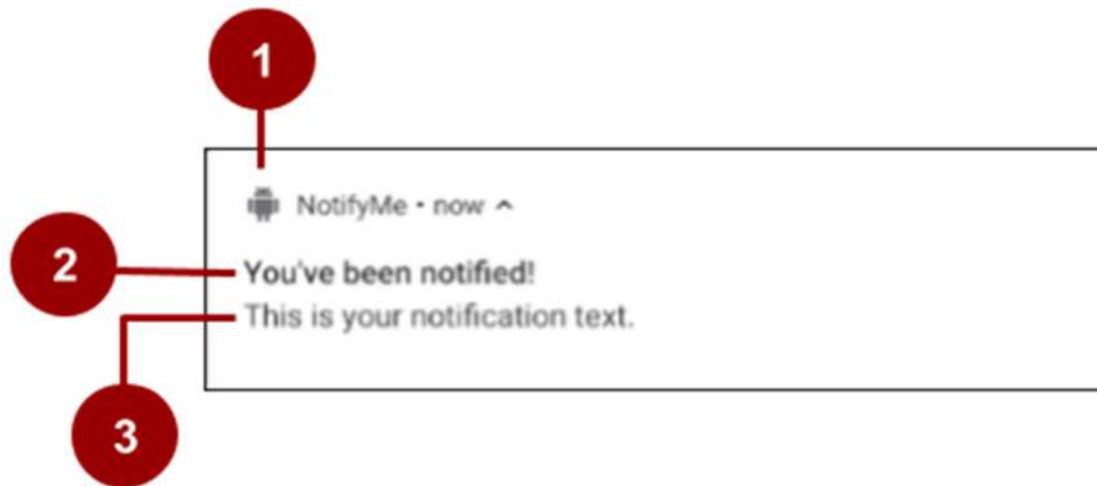 1
NotifyMe • now
2
You've been notified!
This is your notification text.
3